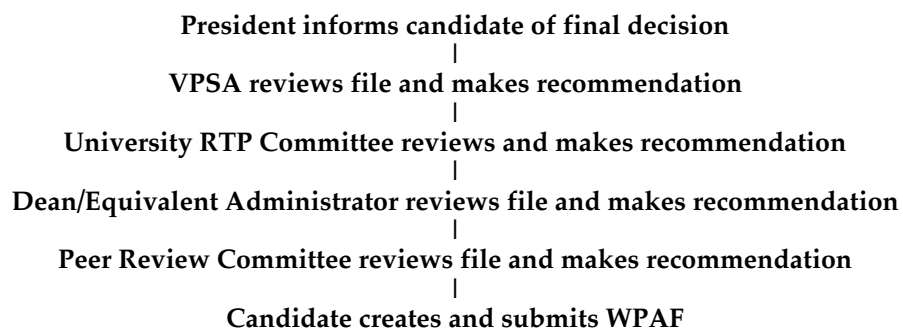 President informs candidate of final decision
|
VPSA reviews file and makes recommendation
|
University RTP Committee reviews and makes recommendation
|
Dean/Equivalent Administrator reviews file and makes recommendation
|
Peer Review Committee reviews file and makes recommendation
|
Candidate creates and submits WPAF